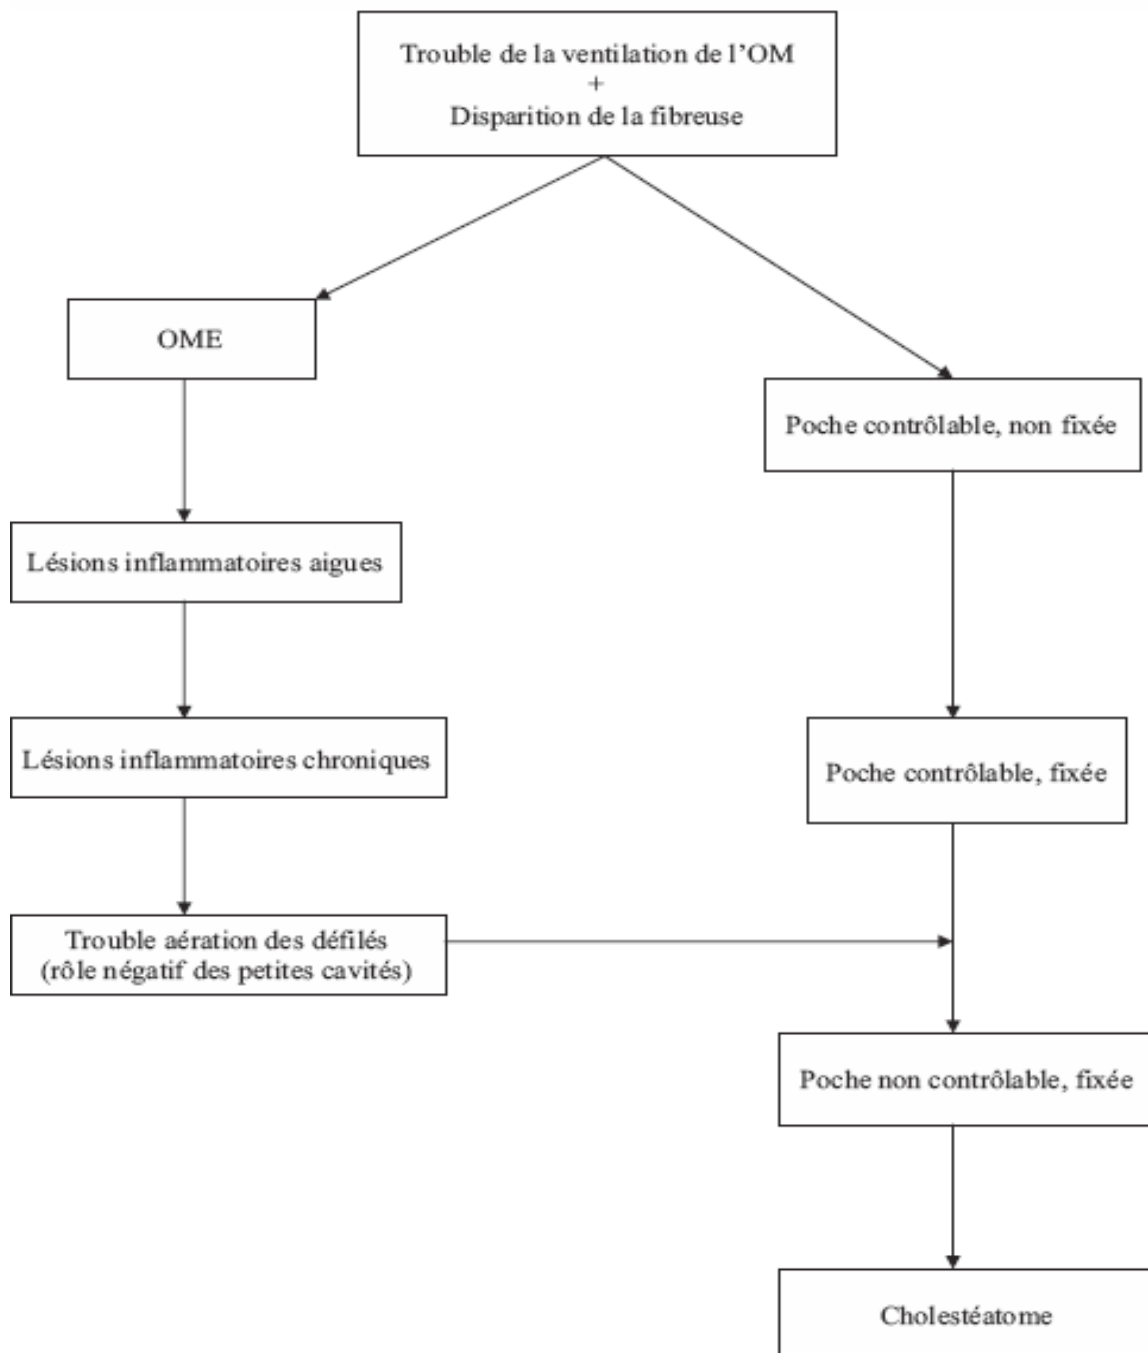 Trouble de la ventilation de l'OM
+
Disparition de la fibreuse
OME
Poche contrôlable, non fixée
Lésions inflammatoires aigues
Lésions inflammatoires chroniques
Poche contrôlable, fixée
Trouble aération des défilés
(rôle négatif des petites cavités)
Poche non contrôlable, fixée
Cholestéatome